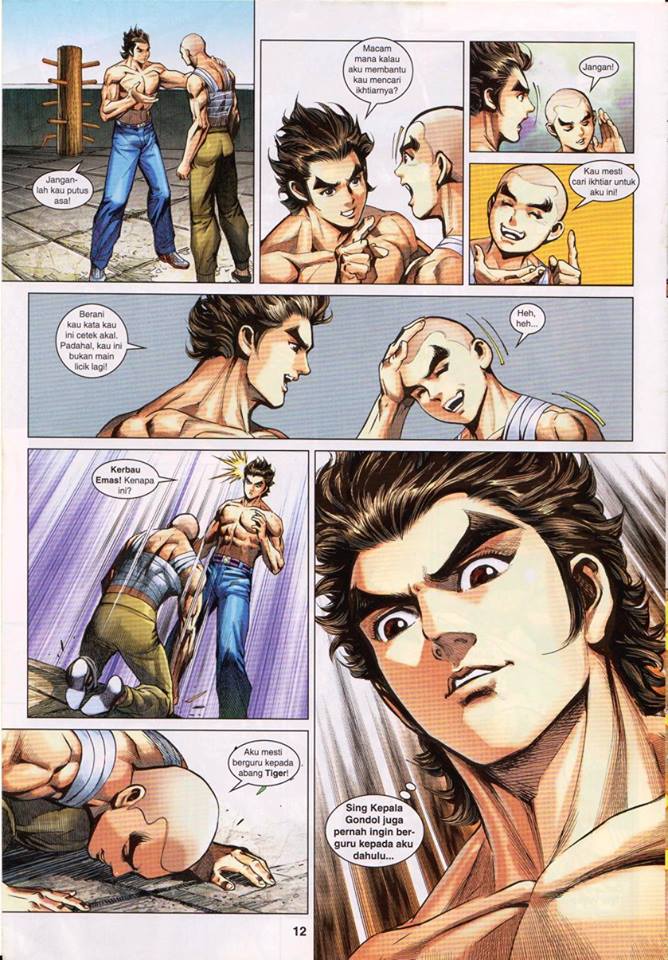 Jangan-
lah kau putus
asa!
Macam
mana kalau
aku membantu
kau mencari
ikhtiarnya?
Jangan!
Kau mesti
cari ikhtiar untuk
aku ini!
Berani
kau kata kau
ini cetek akal.
Padahal, kau ini
bukan main
licik lagi!
Heh,
heh...
Kerbau
Emas! Kenapa
ini?
Aku mesti
berguru kepada
abang Tiger!
Sing Kepala
Gondol juga
pernah ingin ber-
guru kepada aku
dahulu...
12